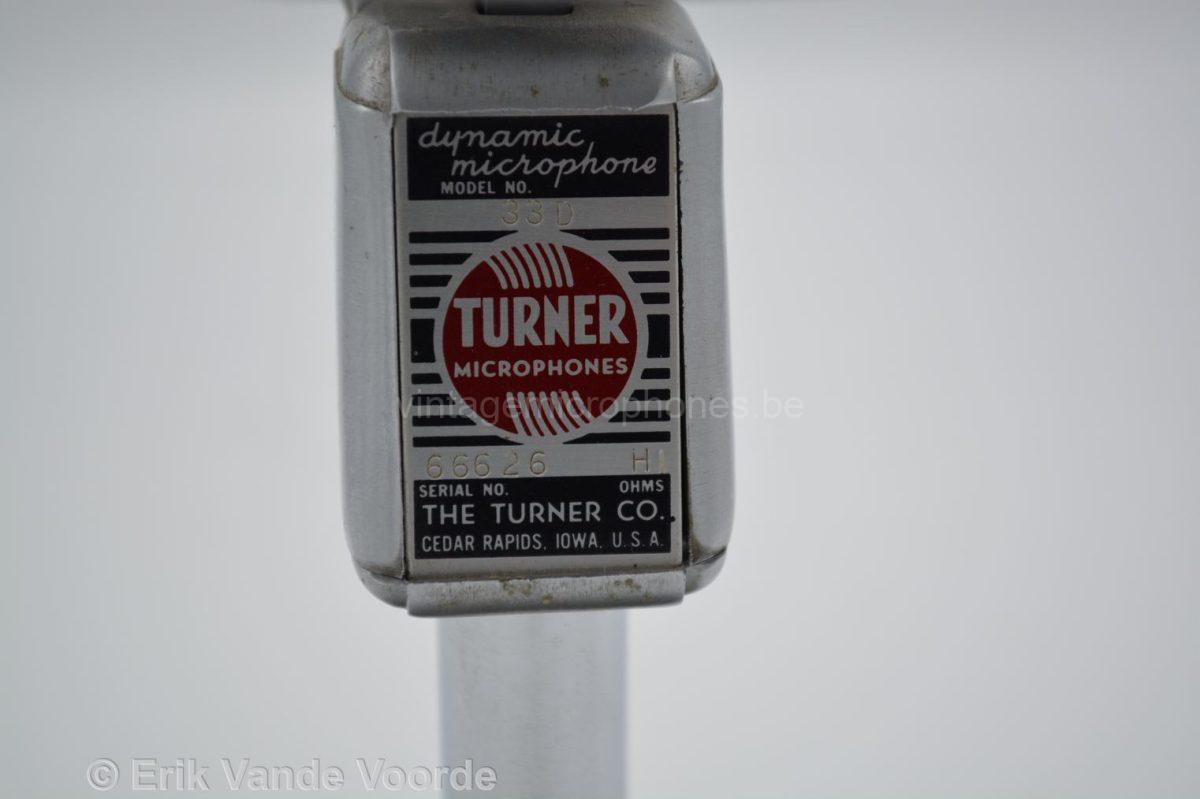 dynamic
microphone
MODEL NO.
33D
TURNER
MICROPHONES
vintagemicrophones.be
66626 HI
SERIAL NO. OHMS
THE TURNER CO.
CEDAR RAPIDS, IOWA, U.S.A.
© Erik Vande Voorde